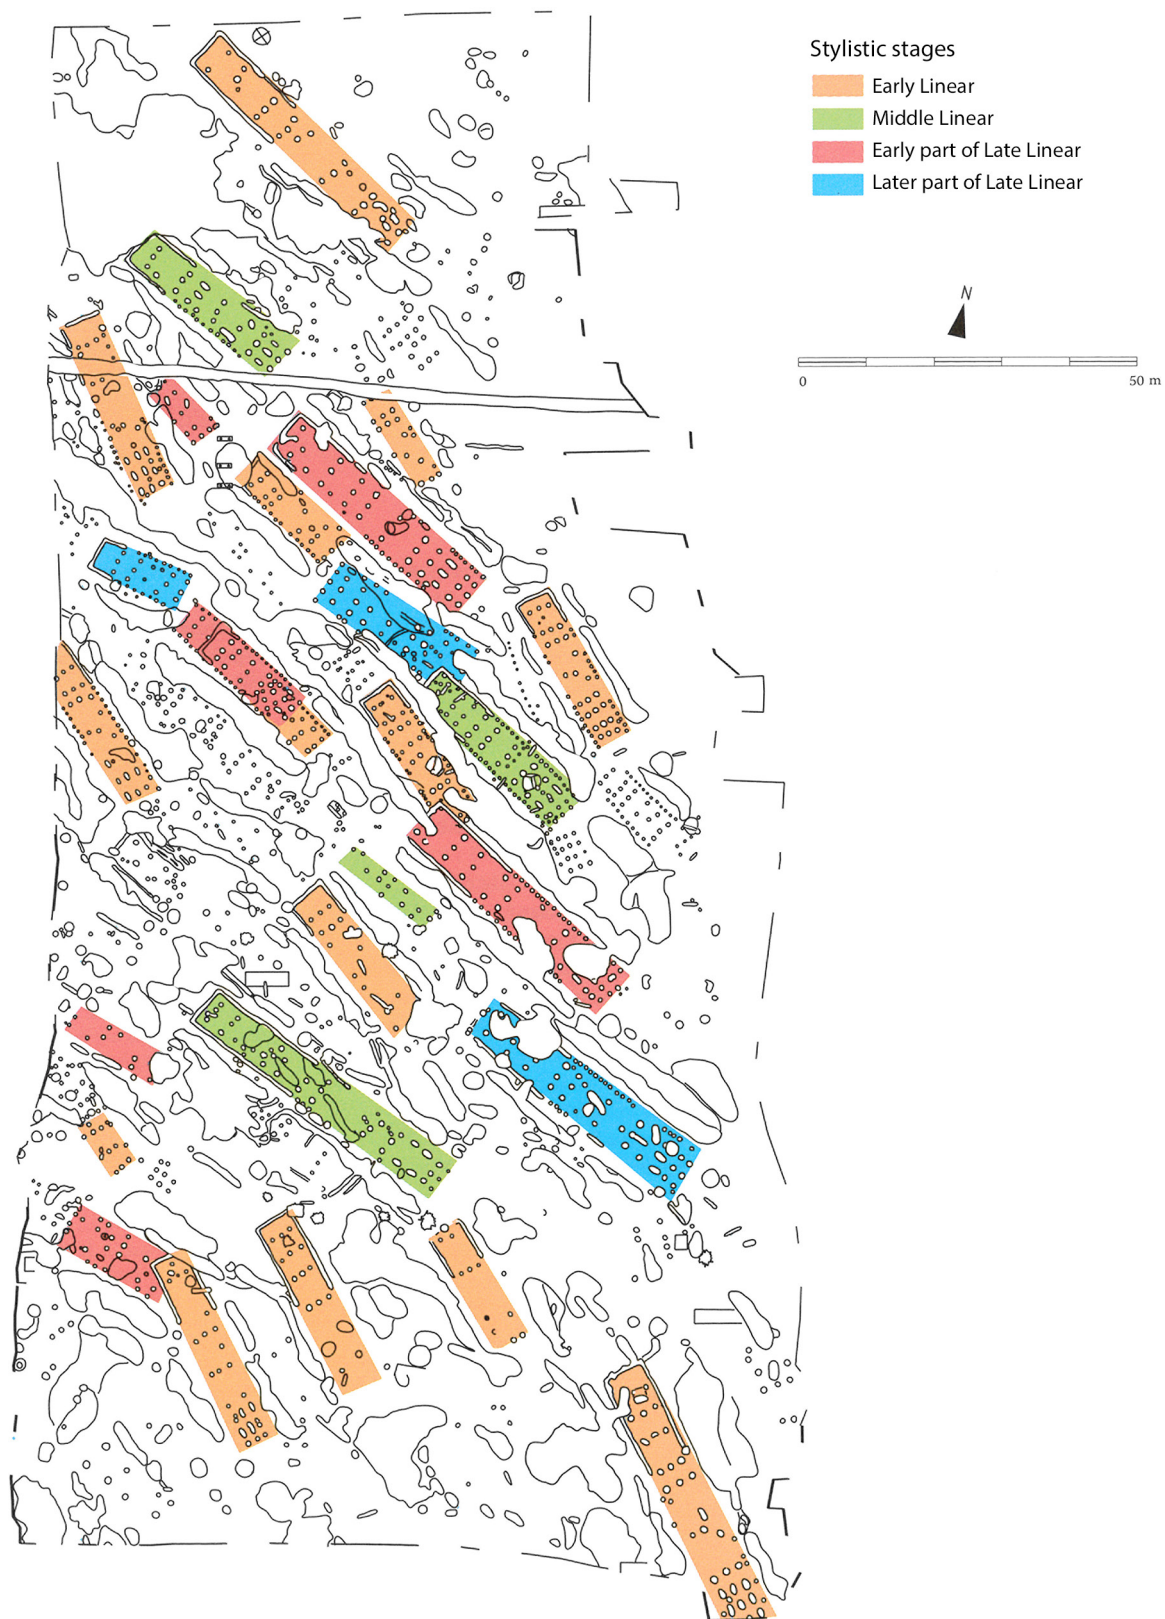 Stylistic stages
Early Linear
Middle Linear
Early part of Late Linear
Later part of Late Linear
N
0 50 m